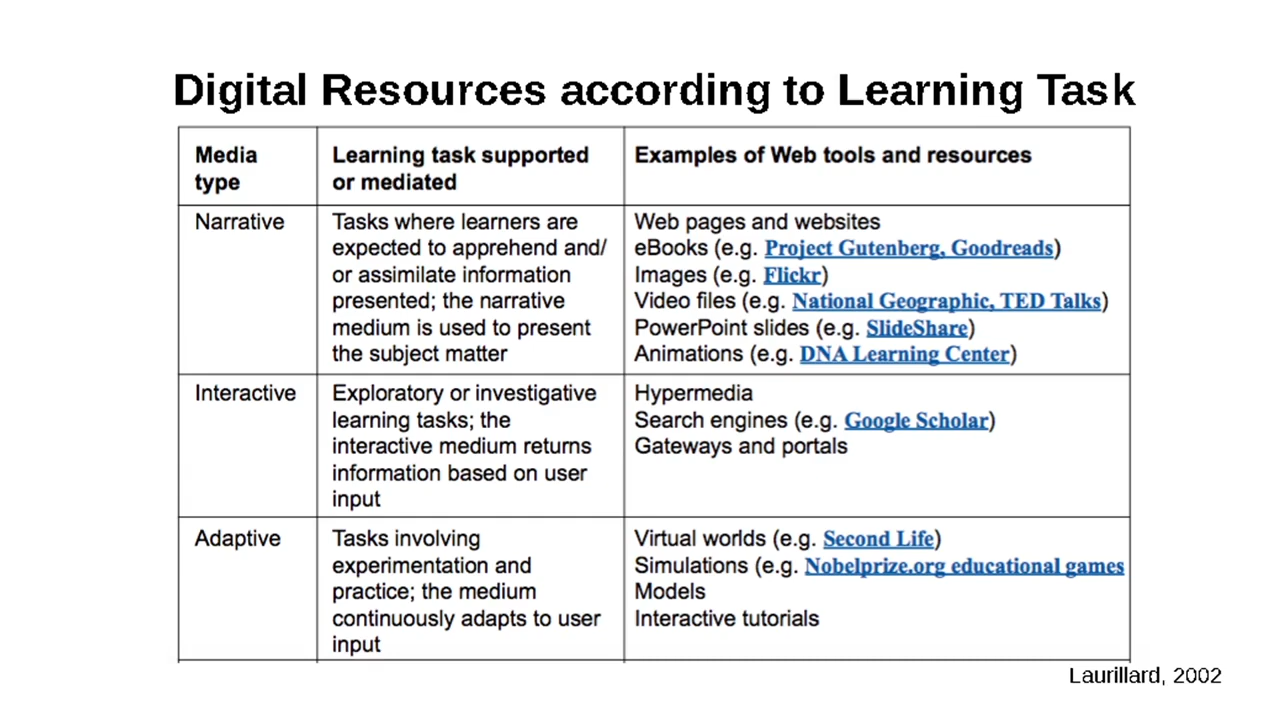 Digital Resources according to Learning Task
Media type
Learning task supported or mediated
Examples of Web tools and resources
Narrative
Tasks where learners are
expected to apprehend and/
or assimilate information
presented; the narrative
medium is used to present
the subject matter
Web pages and websites
eBooks (e.g. Project Gutenberg, Goodreads)
Images (e.g. Flickr)
Video files (e.g. National Geographic, TED Talks)
PowerPoint slides (e.g. SlideShare)
Animations (e.g. DNA Learning Center)
Interactive
Exploratory or investigative
learning tasks; the
interactive medium returns
information based on user
input
Hypermedia
Search engines (e.g. Google Scholar)
Gateways and portals
Adaptive
Tasks involving
experimentation and
practice; the medium
continuously adapts to user
input
Virtual worlds (e.g. Second Life)
Simulations (e.g. Nobelprize.org educational games
Models
Interactive tutorials
Laurillard, 2002